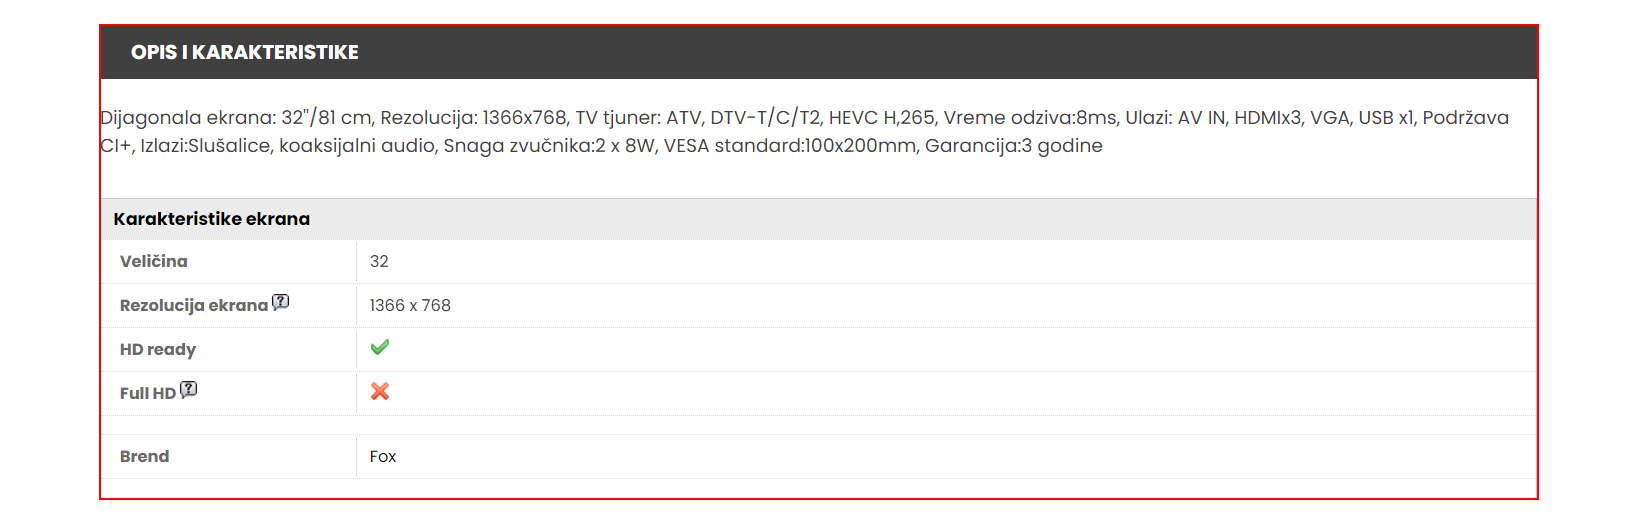 OPIS I KARAKTERISTIKE
Dijagonala ekrana: 32"/81 cm, Rezolucija: 1366x768, TV tjuner: ATV, DTV-T/C/T2, HEVC H,265, Vreme odziva:8ms, Ulazi: AV IN, HDMIx3, VGA, USB x1, Podržava
CI+, Izlazi:Slušalice, koaksijalni audio, Snaga zvučnika:2 x 8W, VESA standard:100x200mm, Garancija:3 godine
Karakteristike ekrana
Veličina 32
Rezolucija ekrana ? 1366 x 768
HD ready
Full HD ?
Brend Fox